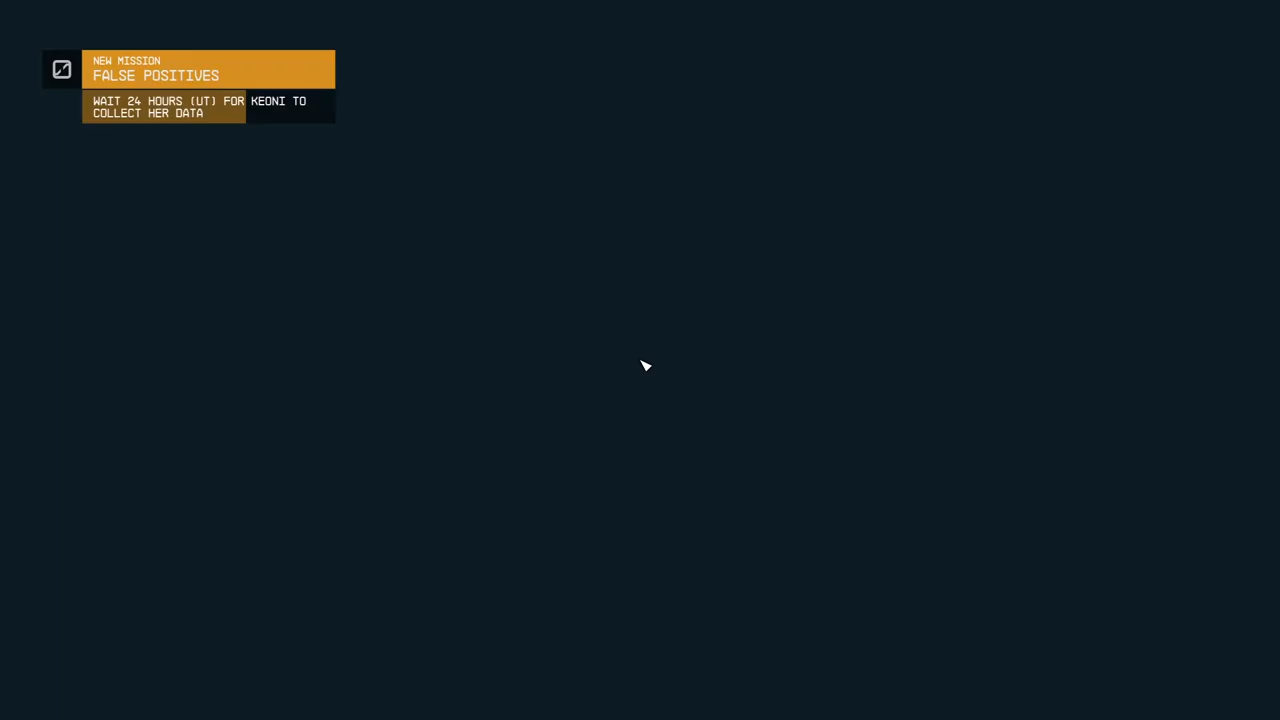 NEW MISSION
FALSE POSITIVES
WAIT 24 HOURS (UT) FOR KEONI TO
COLLECT HER DATA